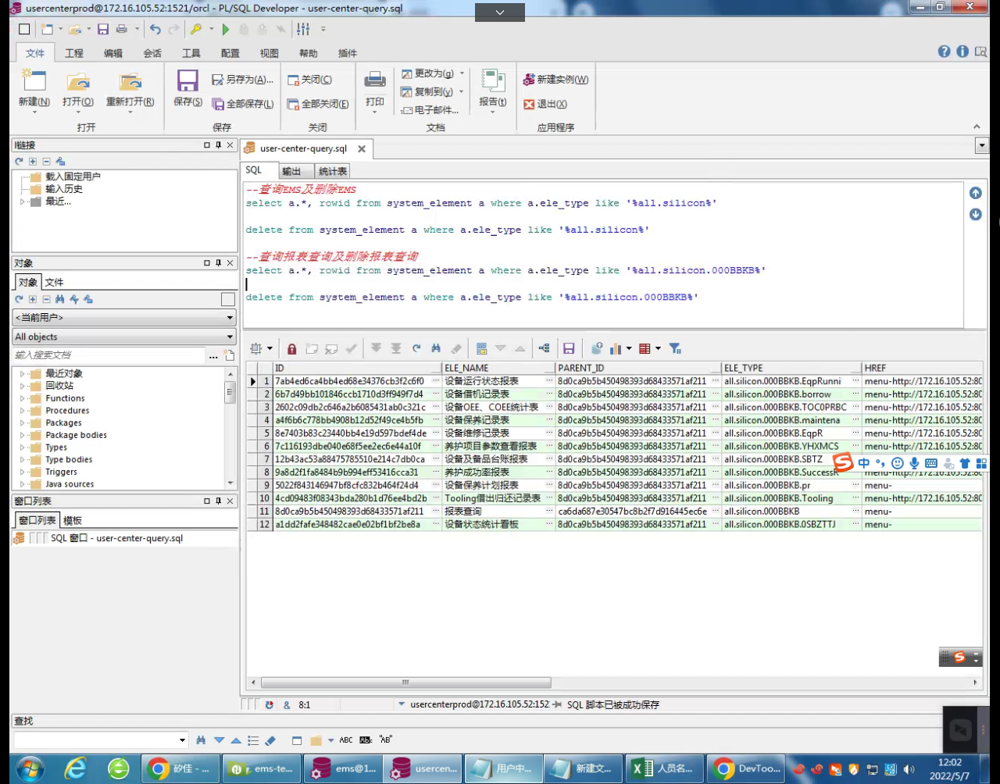 usercenterprod@172.16.105.52:1521/orcl - PL/SQL Developer - user-center-query.sql
文件 工程 编辑 会话 工具 配置 视图 帮助 插件
新建(N) 打开(O) 重新打开(R) 保存(S) 另存为(A)... 全部保存(L) 关闭(C) 全部关闭(E) 打印 更改为(g) 复制到(y) 电子邮件... 报告(t) 新建实例(W) 退出(X)
打开 保存 关闭 文档 应用程序
链接
载入固定用户
输入历史
最近...
user-center-query.sql
SQL 输出 统计表
--查询EMS及删除EMS
select a.*, rowid from system_element a where a.ele_type like '%all.silicon%'
delete from system_element a where a.ele_type like '%all.silicon%'
--查询报表查询及删除报表查询
select a.*, rowid from system_element a where a.ele_type like '%all.silicon.000BBKB%'
delete from system_element a where a.ele_type like '%all.silicon.000BBKB%'
对象
对象 文件
<当前用户>
All objects
输入搜索文档 ...
最近对象
回收站
Functions
Procedures
Packages
Package bodies
Types
Type bodies
Triggers
Java sources
窗口列表
窗口列表 模板
SQL 窗口 - user-center-query.sql
ID ELE_NAME PARENT_ID ELE_TYPE HREF
1 7ab4ed6ca4bb4ed68e34376cb3f2c6f0 ... 设备运行状态报表 ... 8d0ca9b5b450498393d68433571af211 ... all.silicon.000BBKB.EqpRunni ... menu-http://172.16.105.52:80
2 6b7d49bb101846ccb1710d3ff949f7d4 ... 设备借机记录表 ... 8d0ca9b5b450498393d68433571af211 ... all.silicon.000BBKB.borrow ... menu-http://172.16.105.52:80
3 2602c09db2c646a2b6085431ab0c321c ... 设备OEE、COEE统计表 ... 8d0ca9b5b450498393d68433571af211 ... all.silicon.000BBKB.TOC0PRBC ... menu-http://172.16.105.52:80
4 a4f6b6c778bb4908b12d52f49ce4b5fb ... 设备保养记录表 ... 8d0ca9b5b450498393d68433571af211 ... all.silicon.000BBKB.maintena ... menu-http://172.16.105.52:80
5 8e7403b83c23440bb4e19d597bdef4de ... 设备维修记录表 ... 8d0ca9b5b450498393d68433571af211 ... all.silicon.000BBKB.EqpR ... menu-http://172.16.105.52:80
6 7c116193dbe040e68f5ee2ec6e44a10f ... 养护项目参数查看报表 ... 8d0ca9b5b450498393d68433571af211 ... all.silicon.000BBKB.YHXMCS ... menu-http://172.16.105.52:80
7 12b43ac53a88475785510e214c7db0ca ... 设备及备品台账报表 ... 8d0ca9b5b450498393d68433571af211 ... all.silicon.000BBKB.SBTZ
8 9a8d2f1fa8484b9b994eff53416cca31 ... 养护成功率报表 ... 8d0ca9b5b450498393d68433571af211 ... all.silicon.000BBKB.SuccessR menu-http://172.16.105.52:80
9 5022f843146947bf8cfc832b464f24d4 ... 设备保养计划报表 ... 8d0ca9b5b450498393d68433571af211 ... all.silicon.000BBKB.pr ... menu-
10 4cd09483f08343bda280b1d76ee4bd2b ... Tooling借出归还记录表 ... 8d0ca9b5b450498393d68433571af211 ... all.silicon.000BBKB.Tooling ... menu-http://172.16.105.52:80
11 8d0ca9b5b450498393d68433571af211 ... 报表查询 ... ca6da687e30547bc8b2f7d916445ec6e ... all.silicon.000BBKB ... menu-
12 a1dd2fafe348482cae0e02bf1bf2be8a ... 设备状态统计看板 ... 8d0ca9b5b450498393d68433571af211 ... all.silicon.000BBKB.0SBZTTJ ... menu-
中
& 8:1 usercenterprod@172.16.105.52:152 SQL 脚本已被成功保存
查找
ABC AB "AB"
矽佳 - ... ems-te... ems@1... usercen... 用户中... 新建文... 人员名... DevToo...
12:02
2022/5/7